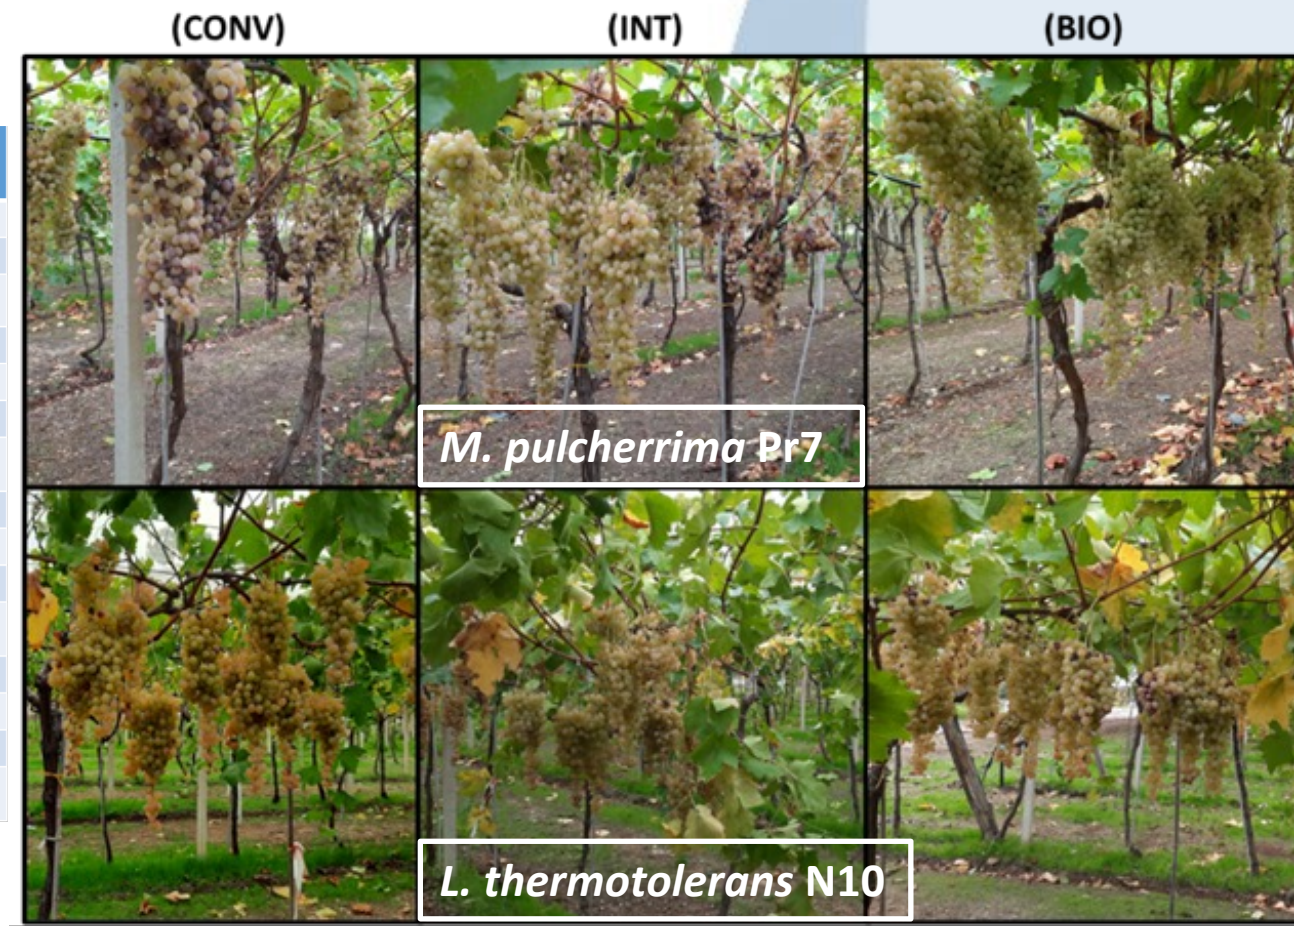 (CONV)
(INT)
(BIO)
M. pulcherrima Pr7
L. thermotolerans N10